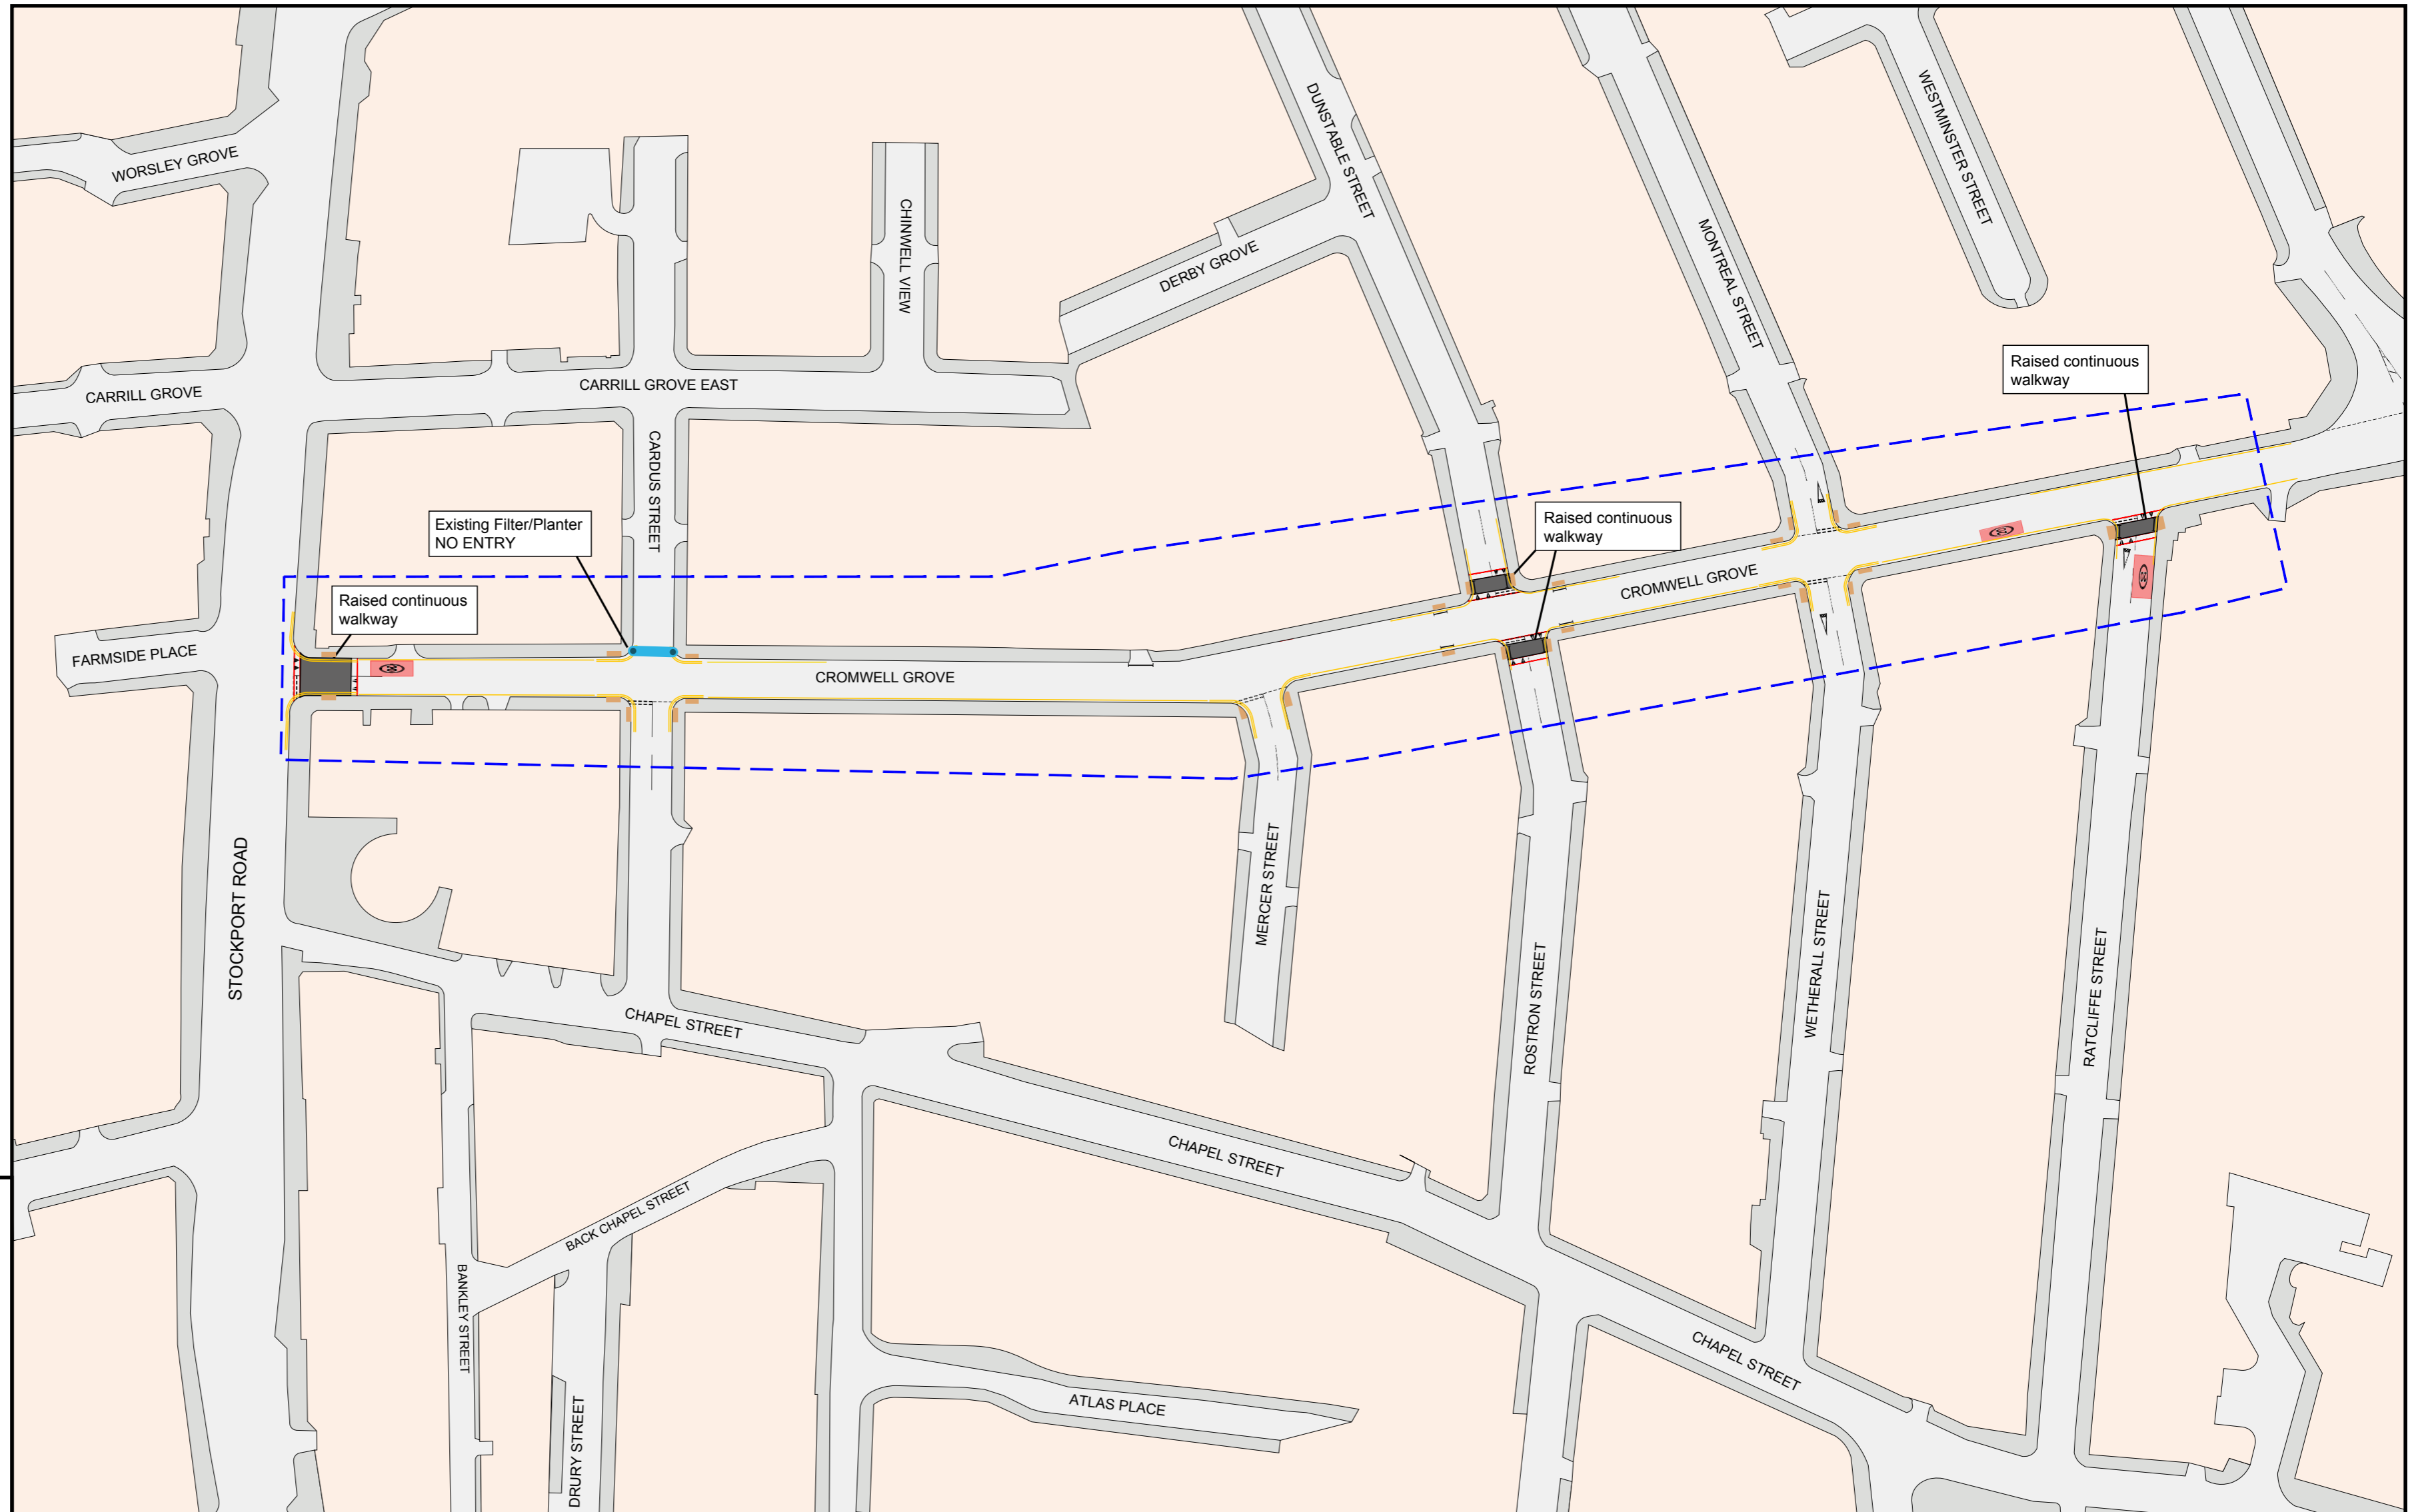 WORSLEY GROVE
DUNSTABLE STREET
WESTMINSTER STREET
CHINWELL VIEW
DERBY GROVE
MONTREAL STREET
Raised continuous
walkway
CARRILL GROVE
CARRILL GROVE EAST
CARDUS STREET
Existing Filter/Planter
NO ENTRY
Raised continuous
walkway
Raised continuous
walkway
CROMWELL GROVE
FARMSIDE PLACE
CROMWELL GROVE
STOCKPORT ROAD
MERCER STREET
ROSTRON STREET
WETHERALL STREET
RATCLIFFE STREET
CHAPEL STREET
CHAPEL STREET
BACK CHAPEL STREET
BANKLEY STREET
CHAPEL STREET
DRURY STREET
ATLAS PLACE